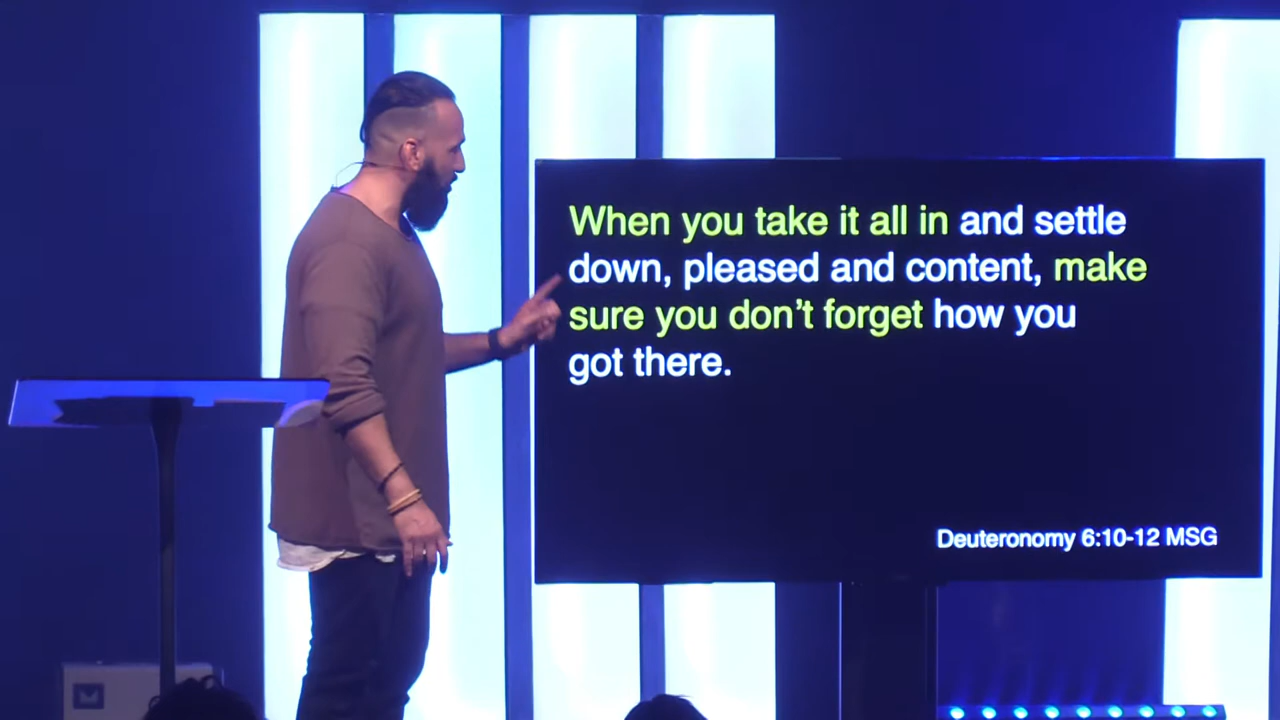 When you take it all in and settle
down, pleased and content, make
sure you don't forget how you
got there.
Deuteronomy 6:10-12 MSG